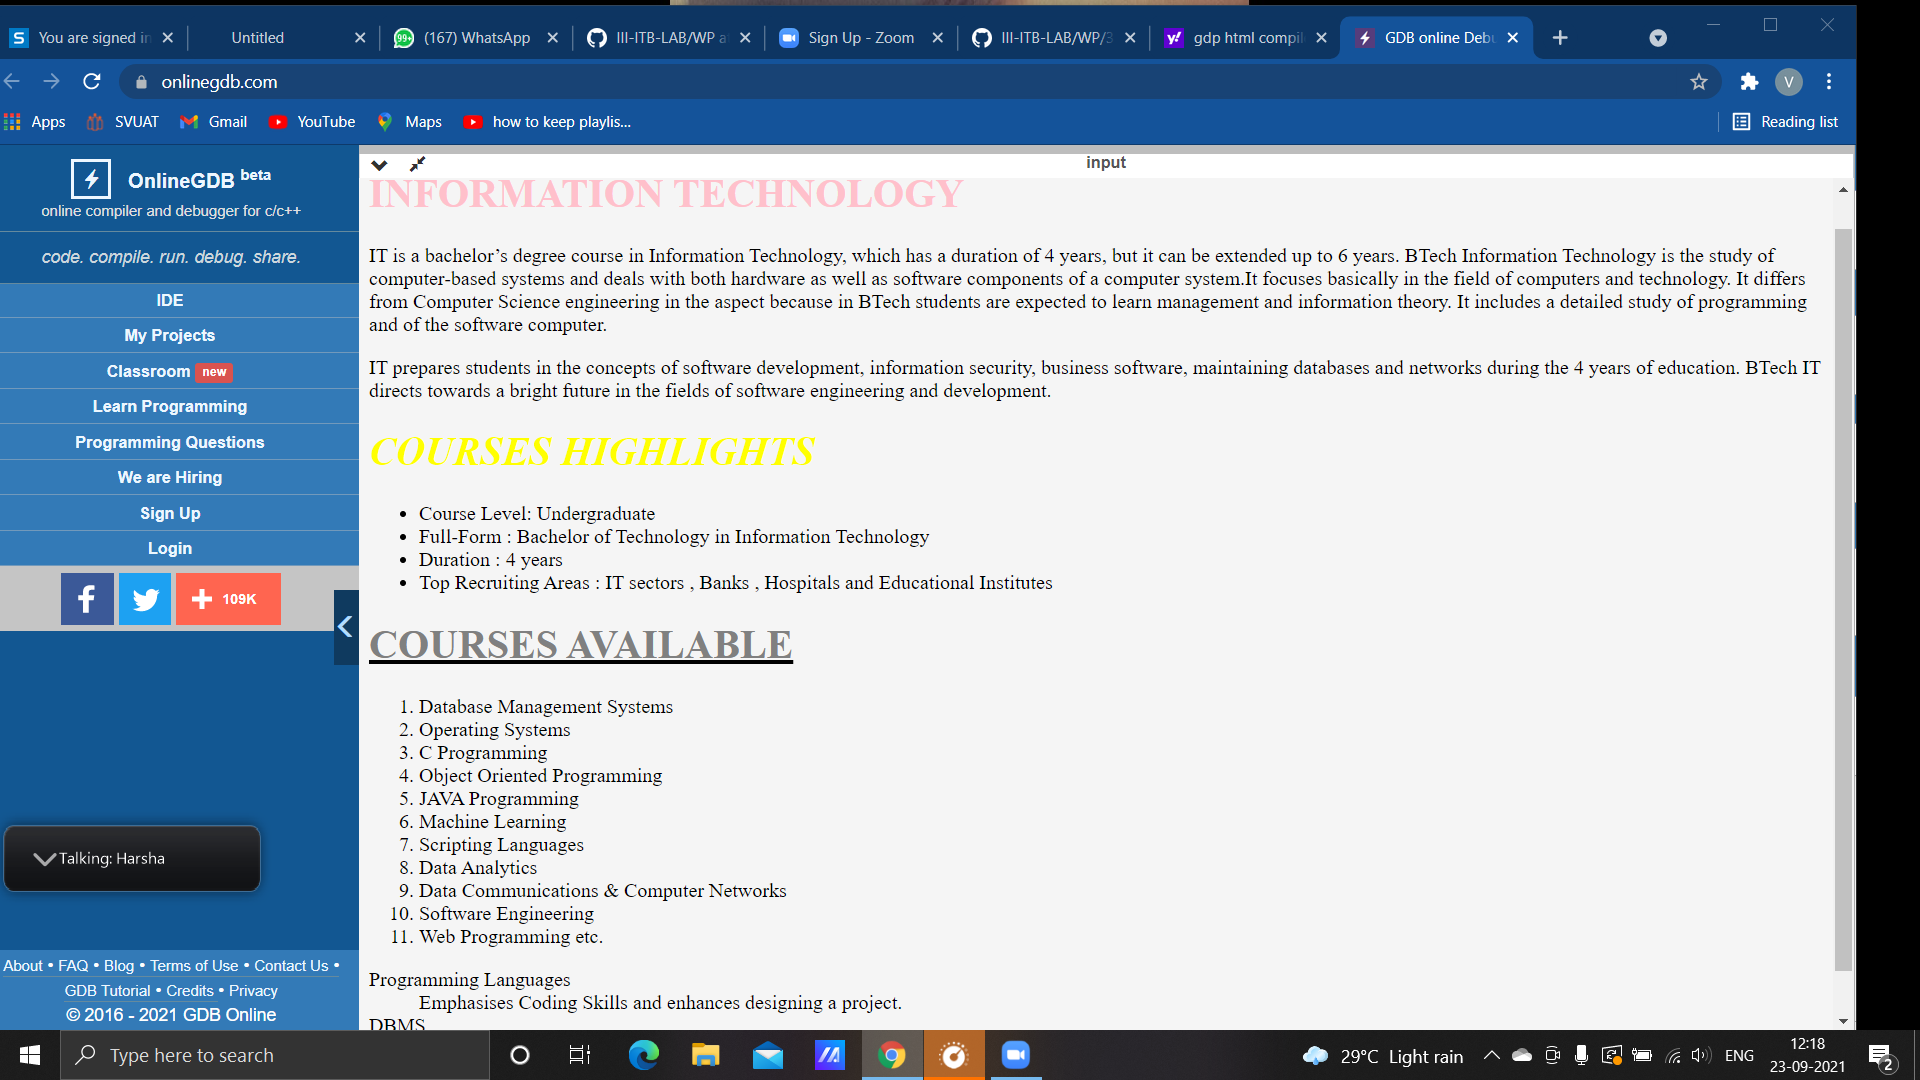 You are signed in
Untitled
(167) WhatsApp
III-ITB-LAB/WP a
Sign Up - Zoom
III-ITB-LAB/WP/3
gdp html compil
GDB online Deb
onlinegdb.com
V
Apps
SVUAT
Gmail
YouTube
Maps
how to keep playlis...
Reading list
OnlineGDB beta
online compiler and debugger for c/c++
code. compile. run. debug. share.
IDE
My Projects
Classroom new
Learn Programming
Programming Questions
We are Hiring
Sign Up
Login
109K
Talking: Harsha
About • FAQ • Blog • Terms of Use • Contact Us •
GDB Tutorial • Credits • Privacy
© 2016 - 2021 GDB Online
input
INFORMATION TECHNOLOGY
IT is a bachelor’s degree course in Information Technology, which has a duration of 4 years, but it can be extended up to 6 years. BTech Information Technology is the study of
computer-based systems and deals with both hardware as well as software components of a computer system.It focuses basically in the field of computers and technology. It differs
from Computer Science engineering in the aspect because in BTech students are expected to learn management and information theory. It includes a detailed study of programming
and of the software computer.
IT prepares students in the concepts of software development, information security, business software, maintaining databases and networks during the 4 years of education. BTech IT
directs towards a bright future in the fields of software engineering and development.
COURSES HIGHLIGHTS
• Course Level: Undergraduate
• Full-Form : Bachelor of Technology in Information Technology
• Duration : 4 years
• Top Recruiting Areas : IT sectors , Banks , Hospitals and Educational Institutes
COURSES AVAILABLE
1. Database Management Systems
2. Operating Systems
3. C Programming
4. Object Oriented Programming
5. JAVA Programming
6. Machine Learning
7. Scripting Languages
8. Data Analytics
9. Data Communications & Computer Networks
10. Software Engineering
11. Web Programming etc.
Programming Languages
Emphasises Coding Skills and enhances designing a project.
DBMS
Type here to search
29°C Light rain
ENG
12:18
23-09-2021
2